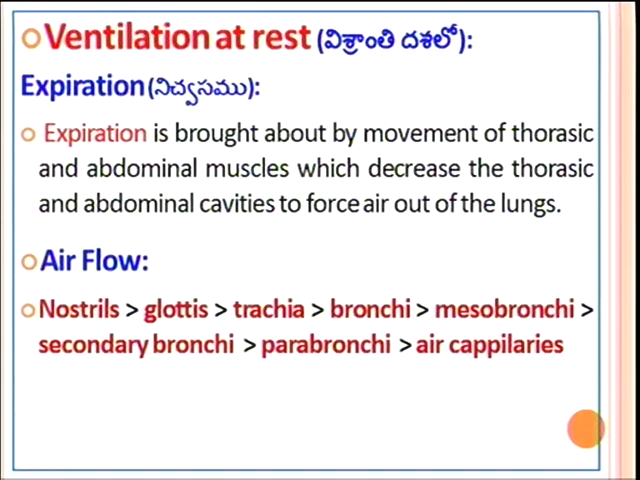 Ventilation at rest (విశ్రాంతి దశలో):
Expiration (నిచ్వసము):
Expiration is brought about by movement of thorasic
and abdominal muscles which decrease the thorasic
and abdominal cavities to force air out of the lungs.
Air Flow:
Nostrils > glottis > trachia > bronchi > mesobronchi >
secondary bronchi > parabronchi > air cappilaries